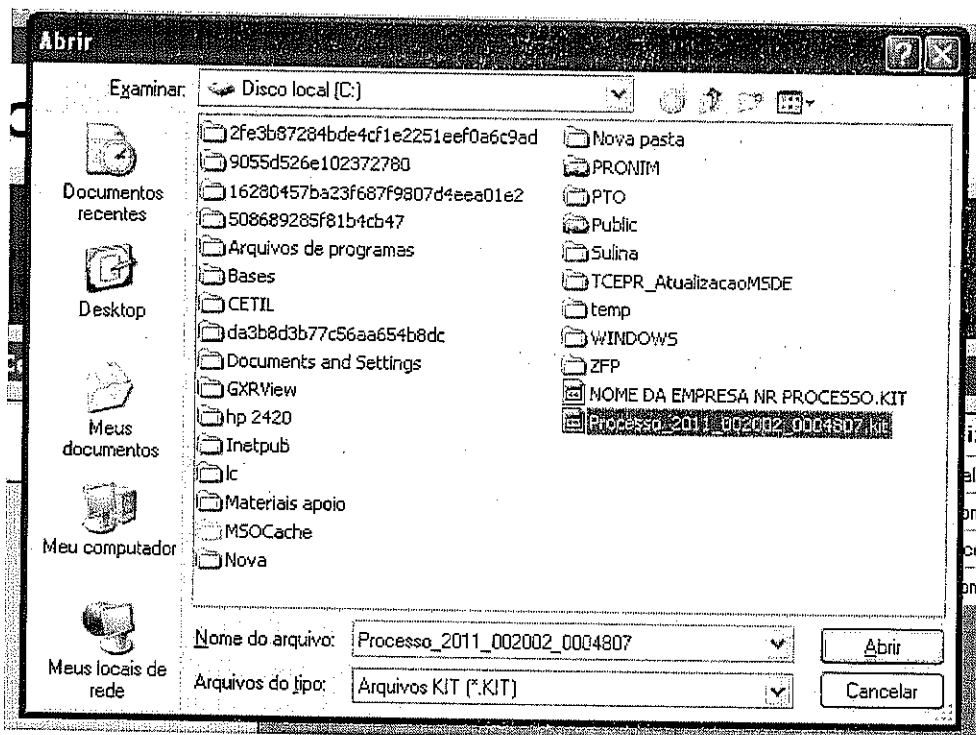 Abrir
Examinar: Disco local (C:)
Documentos
recentes
Desktop
Meus
documentos
Meu computador
Meus locais de
rede
2fe3b87284bde4cf1e2251eef0a6c9ad
9055d526e102372780
16280457ba23f687f9807d4eea01e2
508689285f81b4cb47
Arquivos de programas
Bases
CETIL
da3b8d3b77c56aa654b8dc
Documents and Settings
GXRView
hp 2420
Inetpub
lc
Materiais apoio
MSOCache
Nova
Nova pasta
PRONIM
PTO
Public
Sulina
TCEPR_AtualizacaoMSDE
temp
WINDOWS
ZFP
NOME DA EMPRESA NR PROCESSO.KIT
Processo_2011_002002_0004807.kit
Nome do arquivo: Processo_2011_002002_0004807
Abrir
Arquivos do tipo: Arquivos KIT (*.KIT)
Cancelar